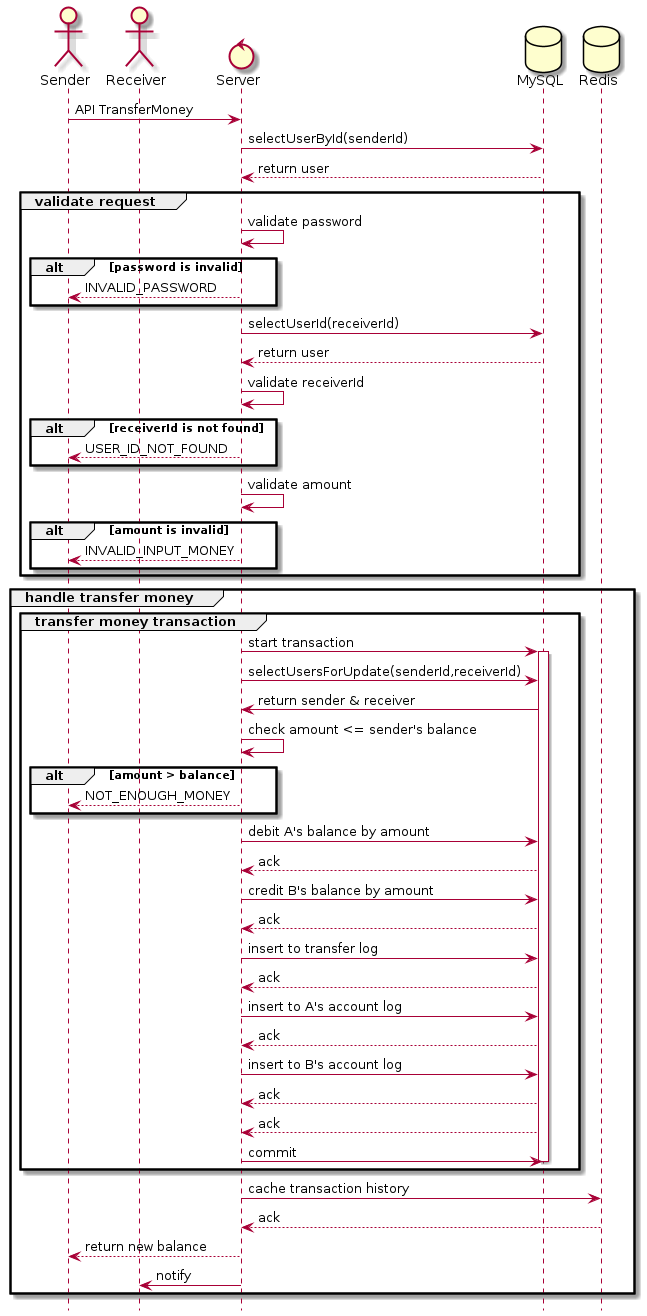 Sender
Receiver
Server
MySQL
Redis
API TransferMoney
selectUserById(senderId)
return user
validate request
validate password
alt [password is invalid]
INVALID_PASSWORD
selectUserId(receiverId)
return user
validate receiverId
alt [receiverId is not found]
USER_ID_NOT_FOUND
validate amount
alt [amount is invalid]
INVALID_INPUT_MONEY
handle transfer money
transfer money transaction
start transaction
selectUsersForUpdate(senderId,receiverId)
return sender & receiver
check amount <= sender's balance
alt [amount > balance]
NOT_ENOUGH_MONEY
debit A's balance by amount
ack
credit B's balance by amount
ack
insert to transfer log
ack
insert to A's account log
ack
insert to B's account log
ack
ack
commit
cache transaction history
ack
return new balance
notify